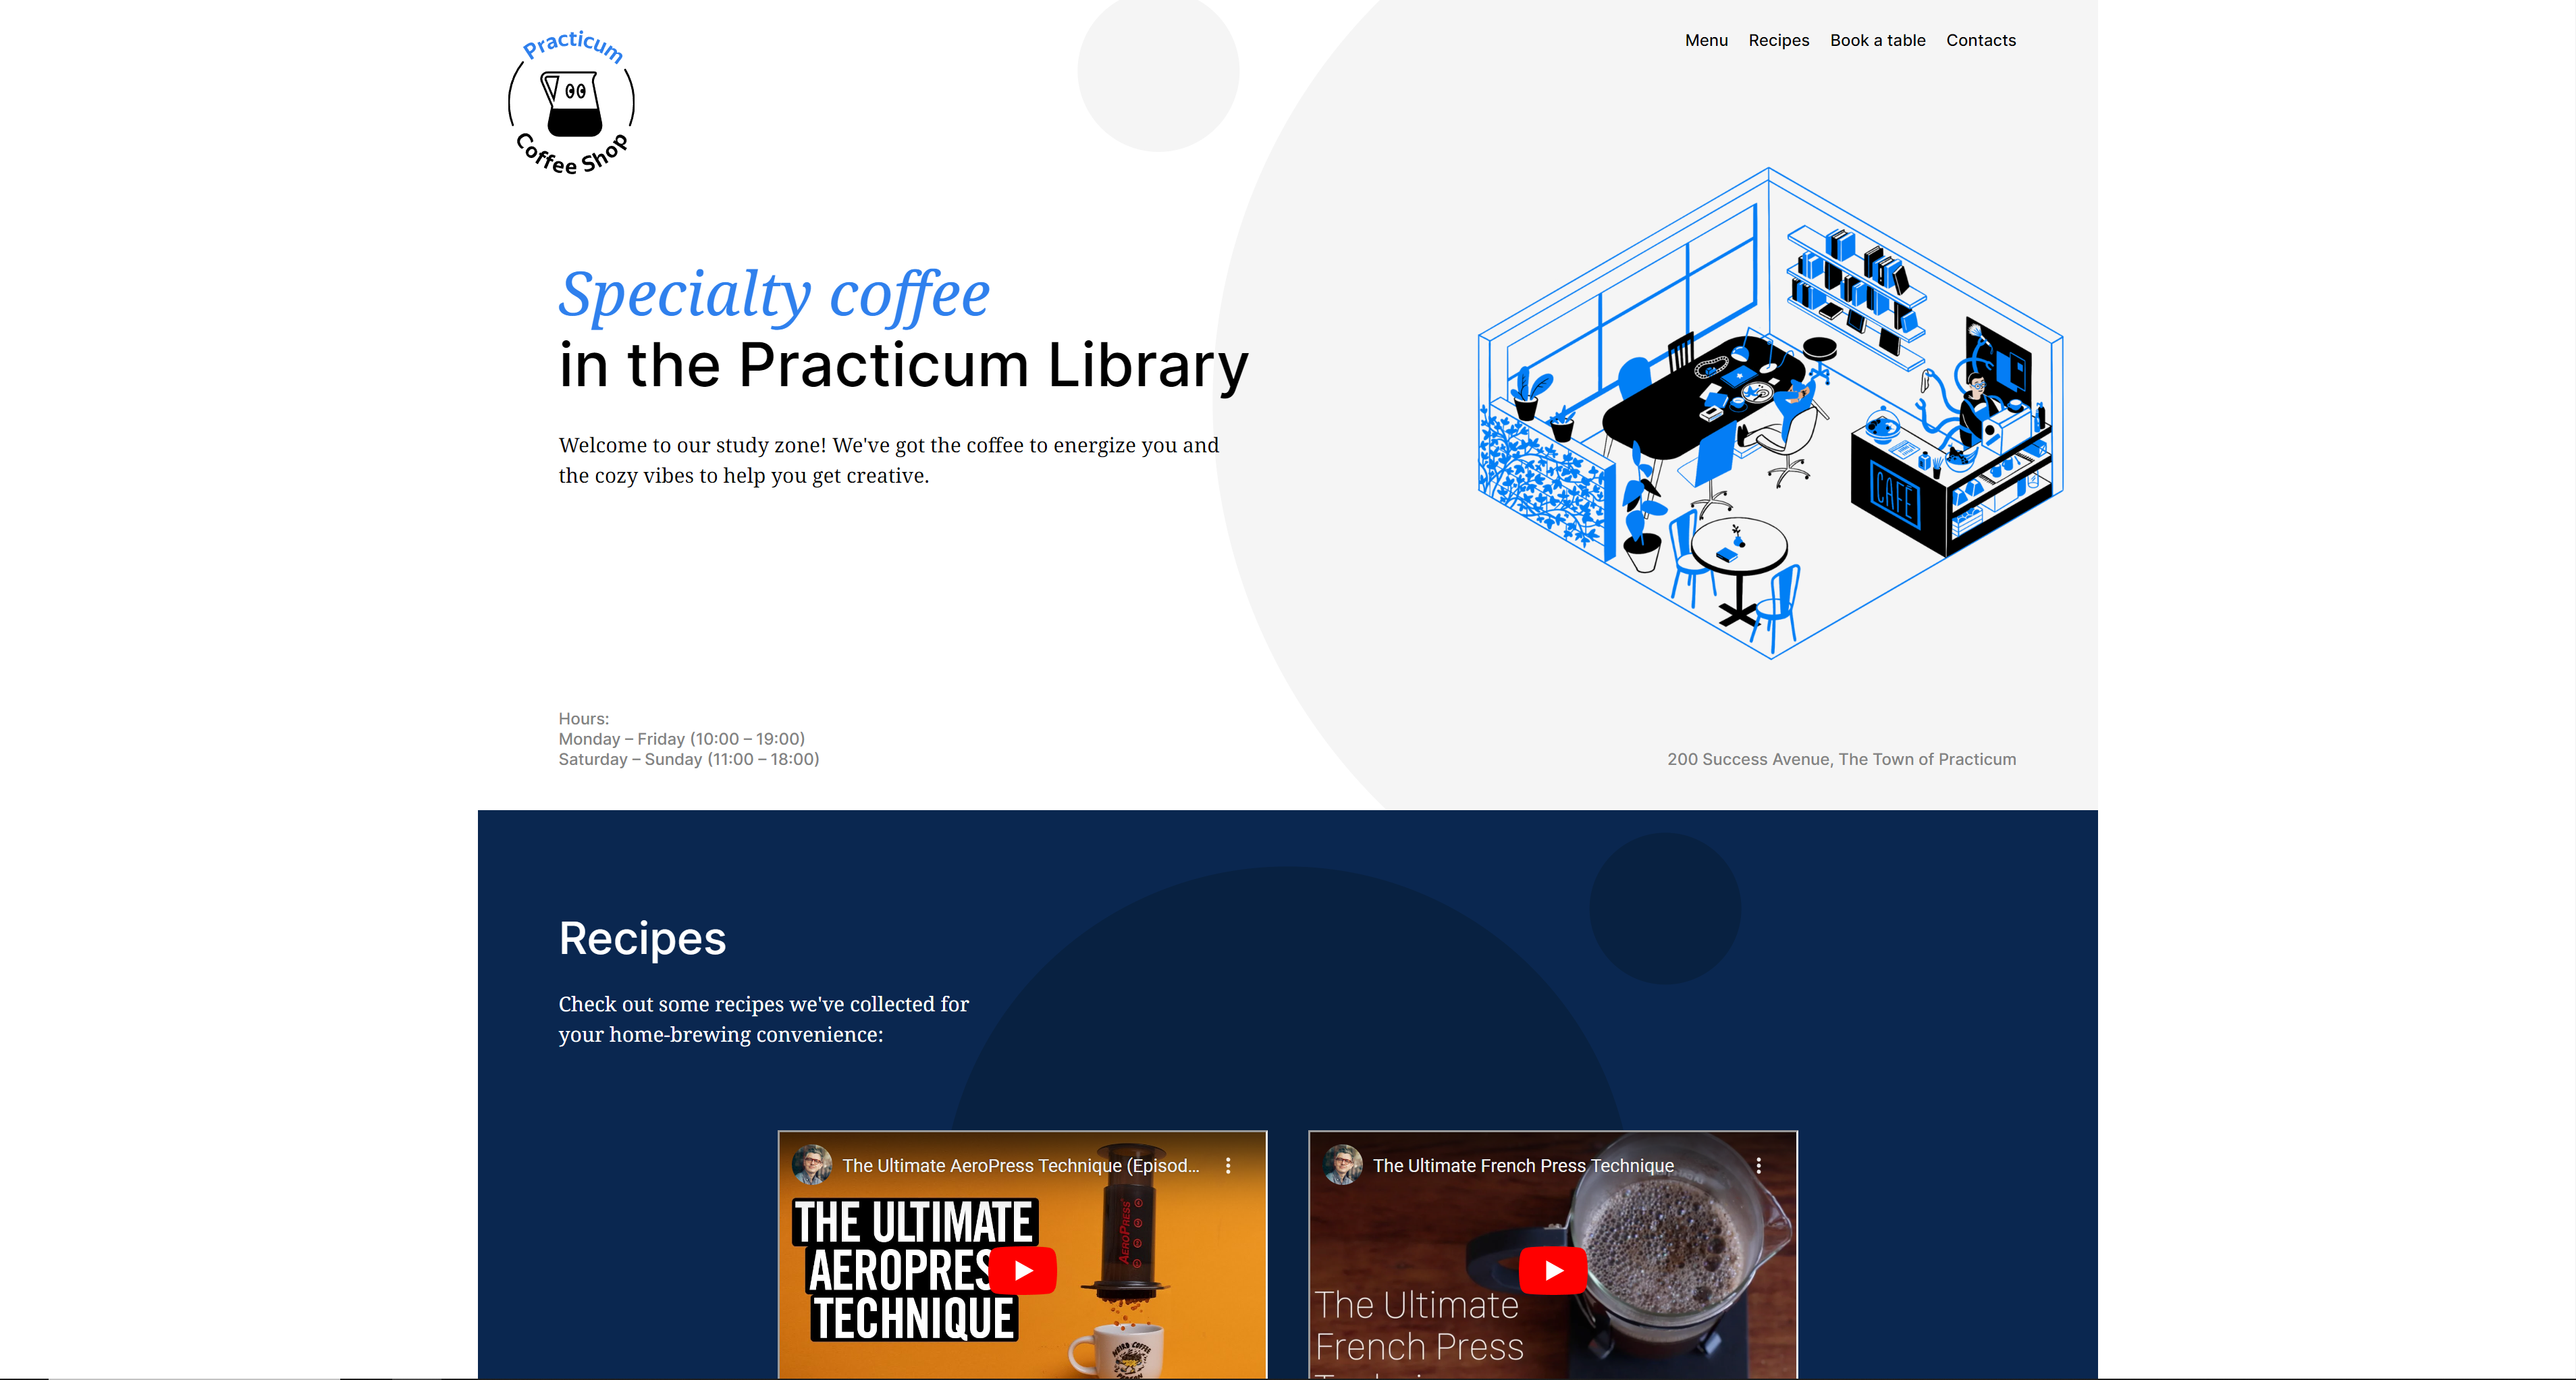 Practicum
Coffee Shop
Menu Recipes Book a table Contacts
Specialty coffee
in the Practicum Library
Welcome to our study zone! We've got the coffee to energize you and
the cozy vibes to help you get creative.
CAFE
Hours:
Monday – Friday (10:00 – 19:00)
Saturday – Sunday (11:00 – 18:00)
200 Success Avenue, The Town of Practicum
Recipes
Check out some recipes we've collected for
your home-brewing convenience:
The Ultimate AeroPress Technique (Episod...
THE ULTIMATE
AEROPRES
TECHNIQUE
AEROPRESS
WEIRD COFFEE
PERSON
The Ultimate French Press Technique
The Ultimate
French Press